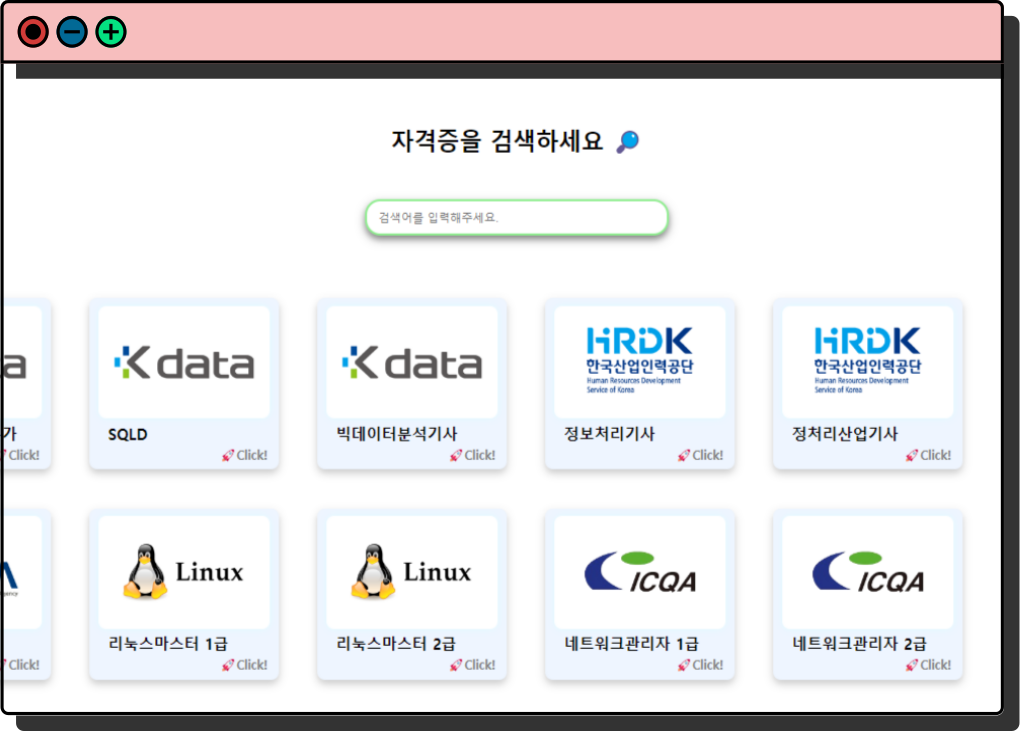 자격증을 검색하세요
검색어를 입력해주세요.
a
data
data
HRDK
한국산업인력공단
Human Resources Development
Service of Korea
HRDK
한국산업인력공단
Human Resources Development
Service of Korea
가
SQLD
빅데이터분석기사
정보처리기사
정처리산업기사
Click!
Click!
Click!
Click!
Click!
Linux
Linux
ICQA
ICQA
리눅스마스터 1급
리눅스마스터 2급
네트워크관리자 1급
네트워크관리자 2급
Click!
Click!
Click!
Click!
Click!